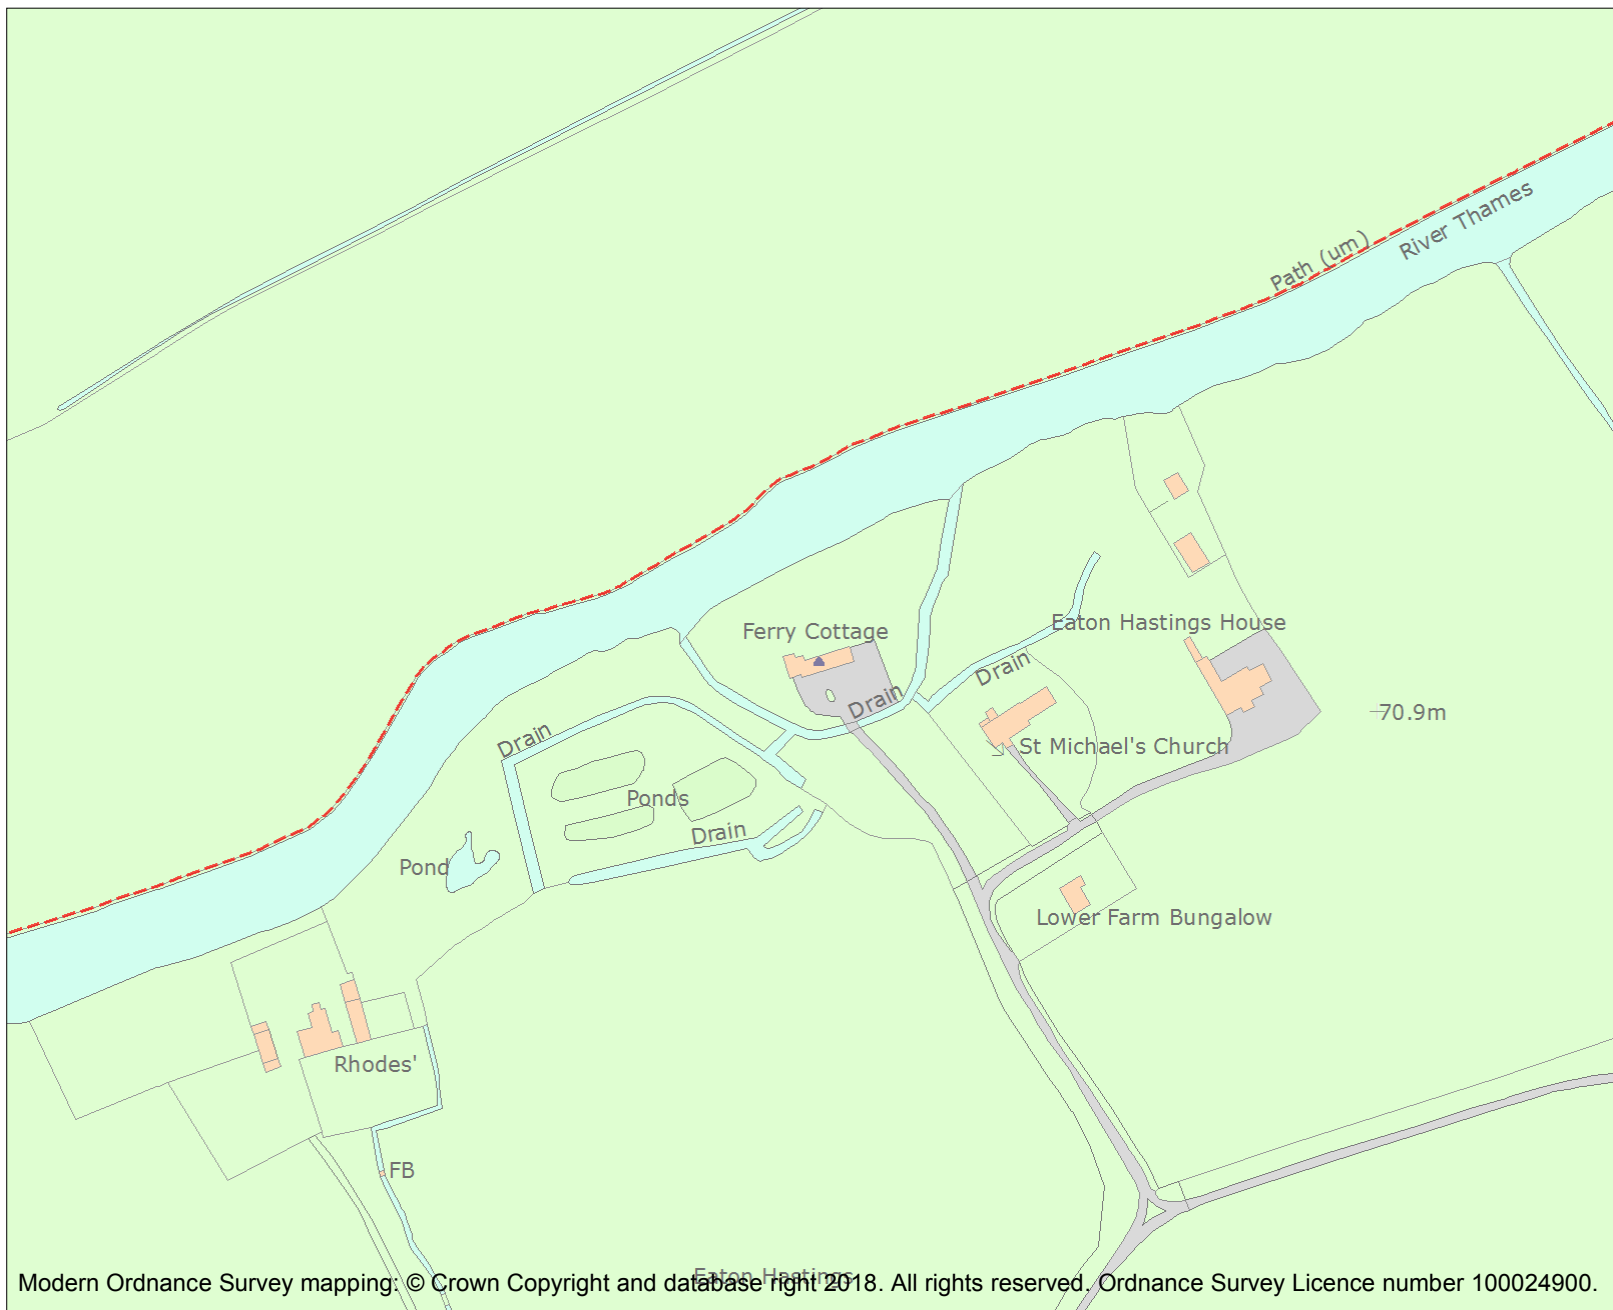 River Thames
Path (um)
Ferry Cottage
Eaton Hastings House
Drain
Drain
70.9m
Drain
St Michael's Church
Ponds
Drain
Pond
Lower Farm Bungalow
Rhodes'
FB
Eaton Hastings
Modern Ordnance Survey mapping: © Crown Copyright and database right 2018. All rights reserved. Ordnance Survey Licence number 100024900.